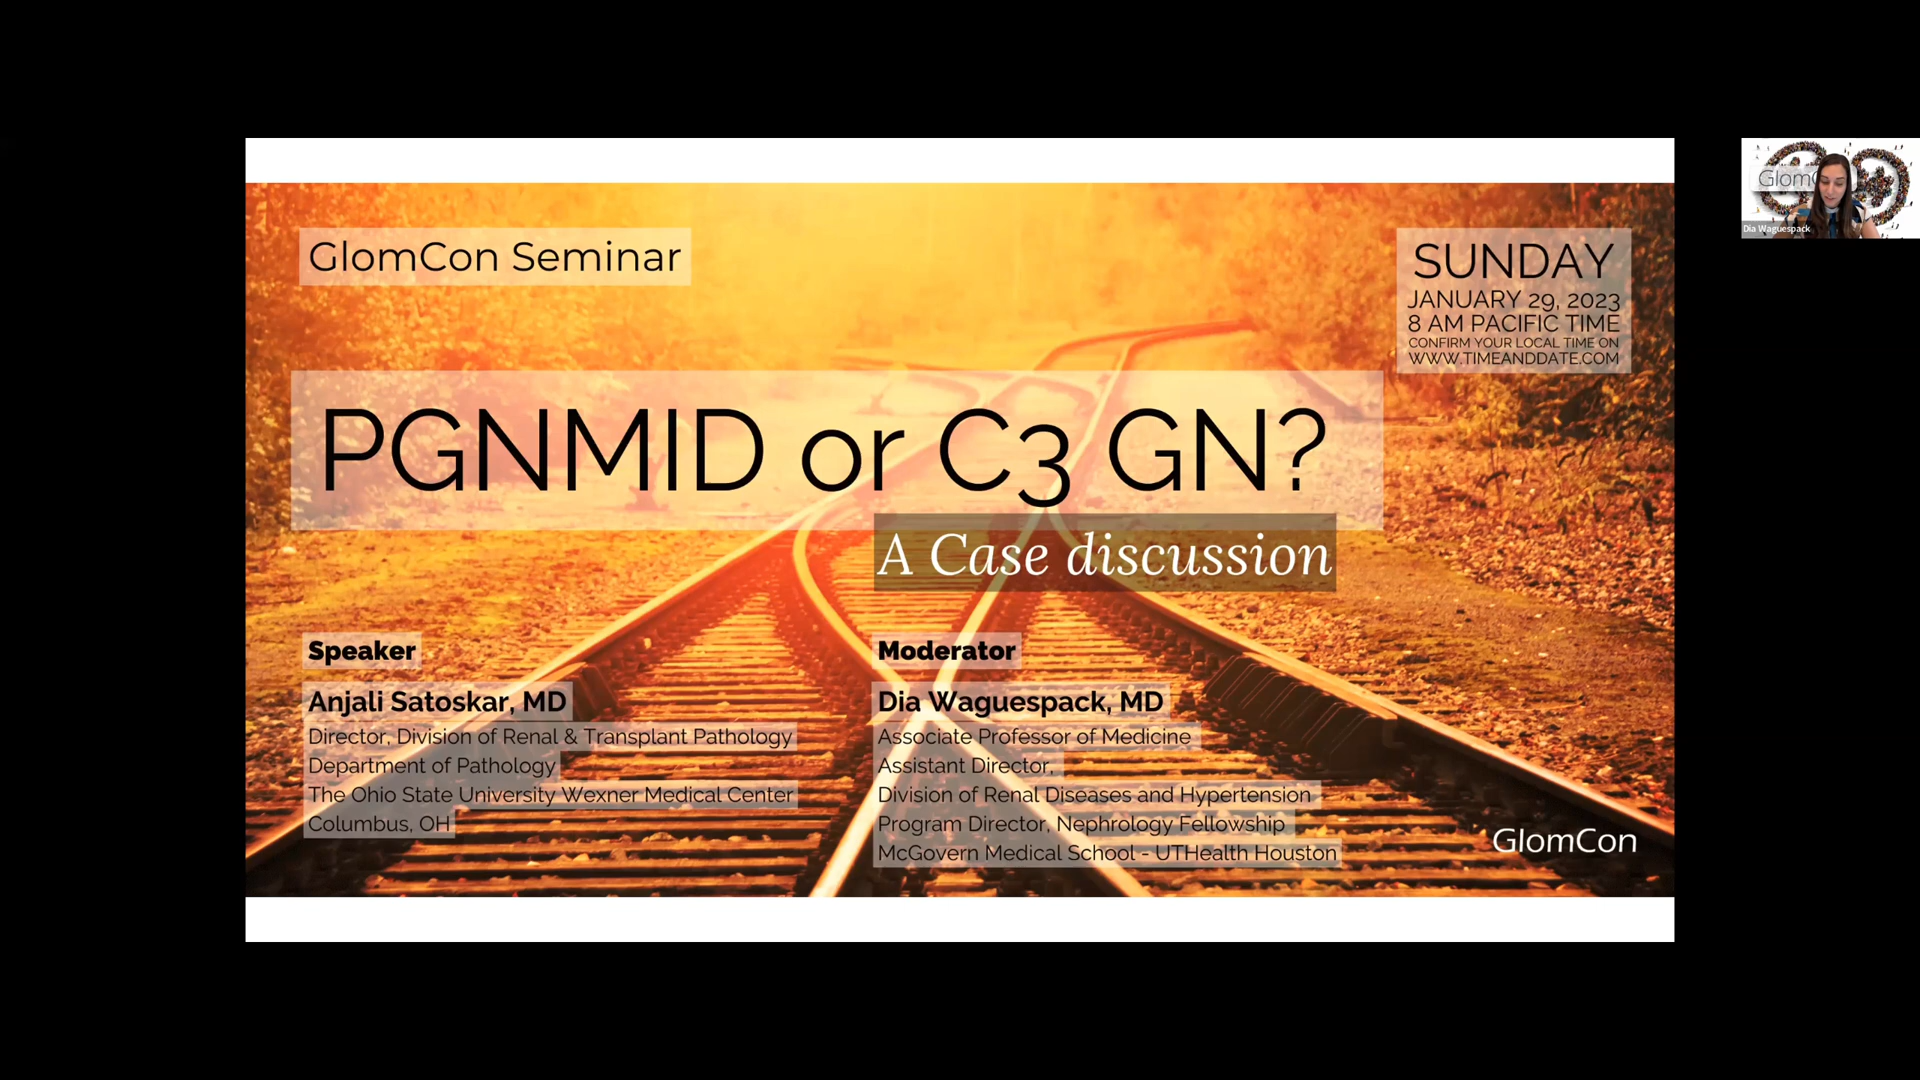 GlomCon Seminar
SUNDAY
JANUARY 29, 2023
8 AM PACIFIC TIME
CONFIRM YOUR LOCAL TIME ON
WWW.TIMEANDDATE.COM
PGNMID or C3 GN?
A Case discussion
Speaker
Anjali Satoskar, MD
Director, Division of Renal & Transplant Pathology
Department of Pathology
The Ohio State University Wexner Medical Center
Columbus, OH
Moderator
Dia Waguespack, MD
Associate Professor of Medicine
Assistant Director,
Division of Renal Diseases and Hypertension
Program Director, Nephrology Fellowship
McGovern Medical School - UTHealth Houston
GlomCon
Dia Waguespack